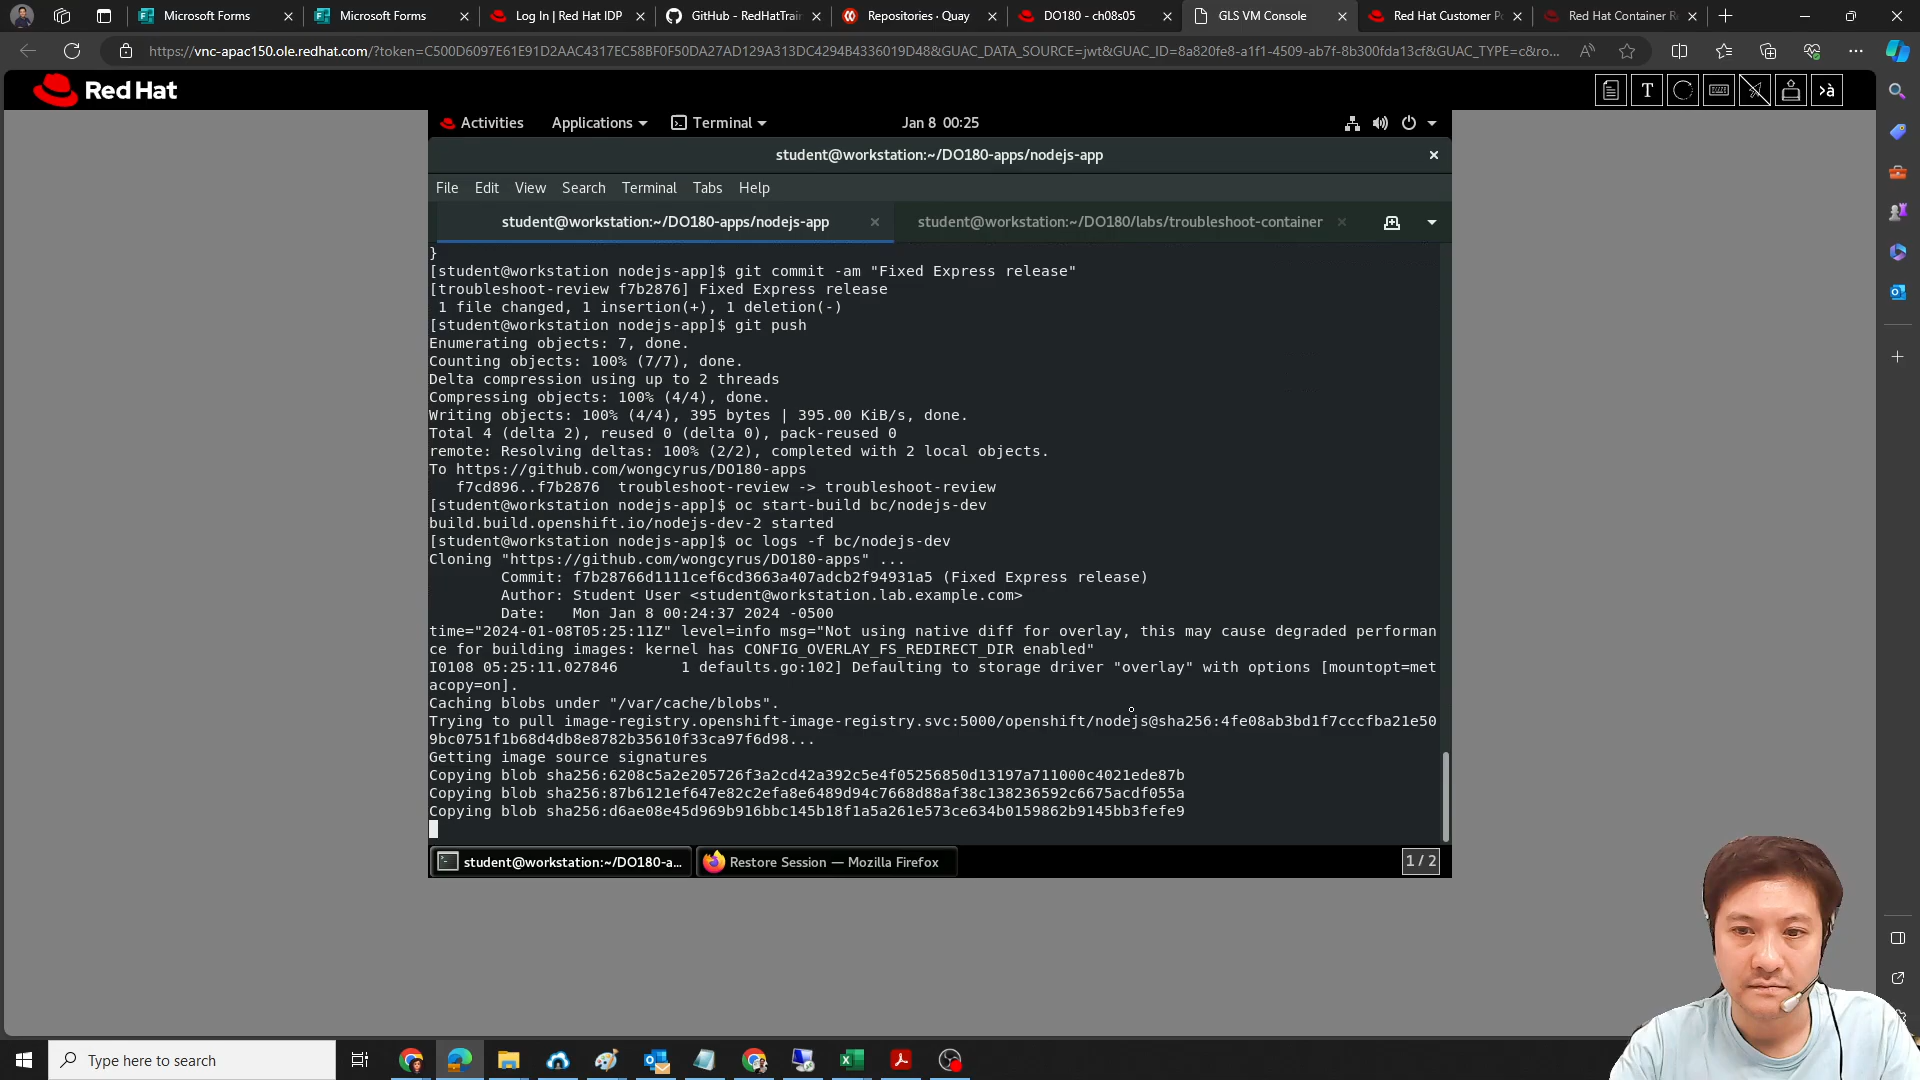 Microsoft Forms
Microsoft Forms
Log In | Red Hat IDP
GitHub - RedHatTrai
Repositories · Quay
DO180 - ch08s05
GLS VM Console
Red Hat Customer P
Red Hat Container R
https://vnc-apac150.ole.redhat.com/?token=C500D6097E61E91D2AAC4317EC58BF0F50DA27AD129A313DC4294B4336019D48&GUAC_DATA_SOURCE=jwt&GUAC_ID=8a820fe8-a1f1-4509-ab7f-8b300fda13cf&GUAC_TYPE=c&ro...
Red Hat
Activities Applications Terminal Jan 8 00:25
student@workstation:~/DO180-apps/nodejs-app
File Edit View Search Terminal Tabs Help
student@workstation:~/DO180-apps/nodejs-app
student@workstation:~/DO180/labs/troubleshoot-container
}
[student@workstation nodejs-app]$ git commit -am "Fixed Express release"
[troubleshoot-review f7b2876] Fixed Express release
1 file changed, 1 insertion(+), 1 deletion(-)
[student@workstation nodejs-app]$ git push
Enumerating objects: 7, done.
Counting objects: 100% (7/7), done.
Delta compression using up to 2 threads
Compressing objects: 100% (4/4), done.
Writing objects: 100% (4/4), 395 bytes | 395.00 KiB/s, done.
Total 4 (delta 2), reused 0 (delta 0), pack-reused 0
remote: Resolving deltas: 100% (2/2), completed with 2 local objects.
To https://github.com/wongcyrus/DO180-apps
f7cd896..f7b2876 troubleshoot-review -> troubleshoot-review
[student@workstation nodejs-app]$ oc start-build bc/nodejs-dev
build.build.openshift.io/nodejs-dev-2 started
[student@workstation nodejs-app]$ oc logs -f bc/nodejs-dev
Cloning "https://github.com/wongcyrus/DO180-apps" ...
Commit: f7b28766d1111cef6cd3663a407adcb2f94931a5 (Fixed Express release)
Author: Student User <student@workstation.lab.example.com>
Date: Mon Jan 8 00:24:37 2024 -0500
time="2024-01-08T05:25:11Z" level=info msg="Not using native diff for overlay, this may cause degraded performan
ce for building images: kernel has CONFIG_OVERLAY_FS_REDIRECT_DIR enabled"
I0108 05:25:11.027846 1 defaults.go:102] Defaulting to storage driver "overlay" with options [mountopt=met
acopy=on].
Caching blobs under "/var/cache/blobs".
Trying to pull image-registry.openshift-image-registry.svc:5000/openshift/nodejs@sha256:4fe08ab3bd1f7cccfba21e50
9bc0751f1b68d4db8e8782b35610f33ca97f6d98...
Getting image source signatures
Copying blob sha256:6208c5a2e205726f3a2cd42a392c5e4f05256850d13197a711000c4021ede87b
Copying blob sha256:87b6121ef647e82c2efa8e6489d94c7668d88af38c138236592c6675acdf055a
Copying blob sha256:d6ae08e45d969b916bbc145b18f1a5a261e573ce634b0159862b9145bb3fefe9
student@workstation:~/DO180-a...
Restore Session — Mozilla Firefox
1 / 2
Type here to search